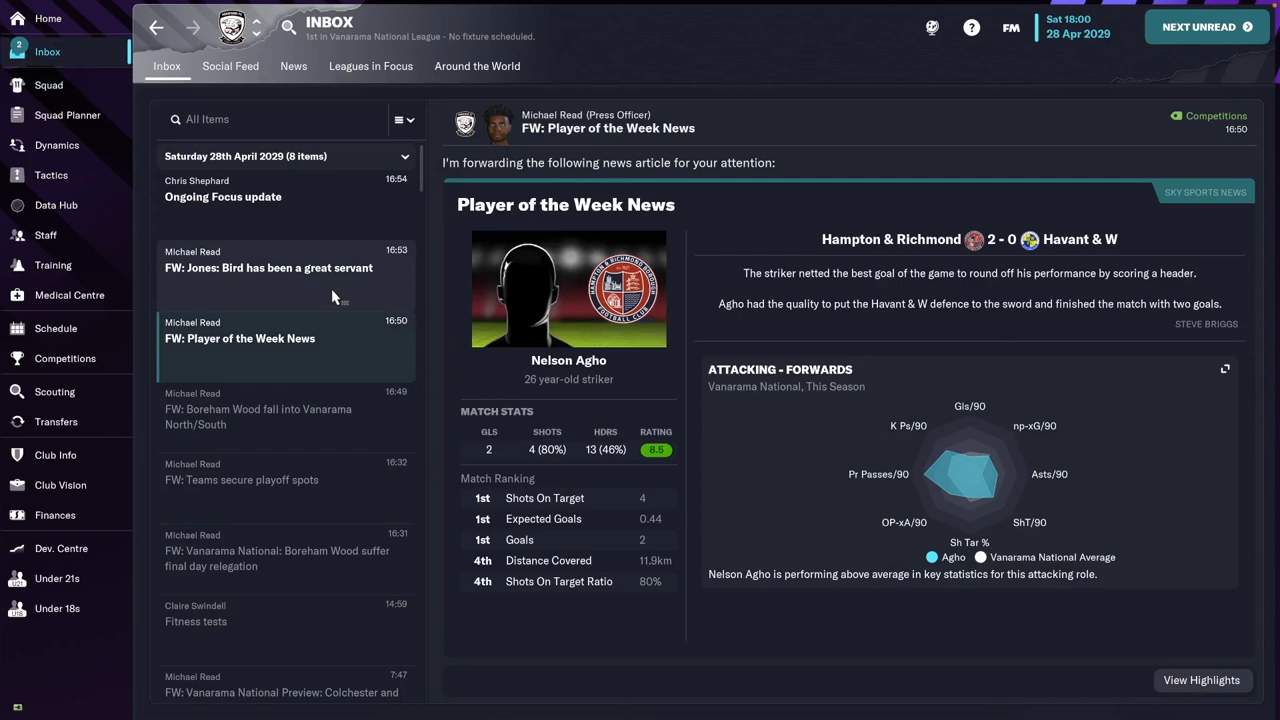 Home
2
Inbox
11
Squad
Squad Planner
Dynamics
Tactics
Data Hub
Staff
Training
Medical Centre
Schedule
Competitions
Scouting
Transfers
Club Info
Club Vision
Finances
Dev. Centre
U21
Under 21s
U18
Under 18s
INBOX
1st in Vanarama National League - No fixture scheduled.
?
FM
Sat 18:00
28 Apr 2029
NEXT UNREAD
Inbox
Social Feed
News
Leagues in Focus
Around the World
All Items
Saturday 28th April 2029 (8 items)
Chris Shephard 16:54
Ongoing Focus update
Michael Read 16:53
FW: Jones: Bird has been a great servant
Michael Read 16:50
FW: Player of the Week News
Michael Read 16:49
FW: Boreham Wood fall into Vanarama
North/South
Michael Read 16:32
FW: Teams secure playoff spots
Michael Read 16:31
FW: Vanarama National: Boreham Wood suffer
final day relegation
Claire Swindell 14:59
Fitness tests
Michael Read 7:47
FW: Vanarama National Preview: Colchester and
Michael Read (Press Officer)
FW: Player of the Week News
Competitions
16:50
I'm forwarding the following news article for your attention:
SKY SPORTS NEWS
Player of the Week News
HAMPTON & RICHMOND BOROUGH
FOOTBALL CLUB
Nelson Agho
26 year-old striker
MATCH STATS
GLS SHOTS HDRS RATING
2 4 (80%) 13 (46%) 8.5
Match Ranking
1st Shots On Target 4
1st Expected Goals 0.44
1st Goals 2
4th Distance Covered 11.9km
4th Shots On Target Ratio 80%
Hampton & Richmond 2 - 0 Havant & W
The striker netted the best goal of the game to round off his performance by scoring a header.
Agho had the quality to put the Havant & W defence to the sword and finished the match with two goals.
STEVE BRIGGS
ATTACKING - FORWARDS
Vanarama National, This Season
Gls/90
K Ps/90
np-xG/90
Pr Passes/90
Asts/90
OP-xA/90
ShT/90
Sh Tar %
Agho
Vanarama National Average
Nelson Agho is performing above average in key statistics for this attacking role.
View Highlights